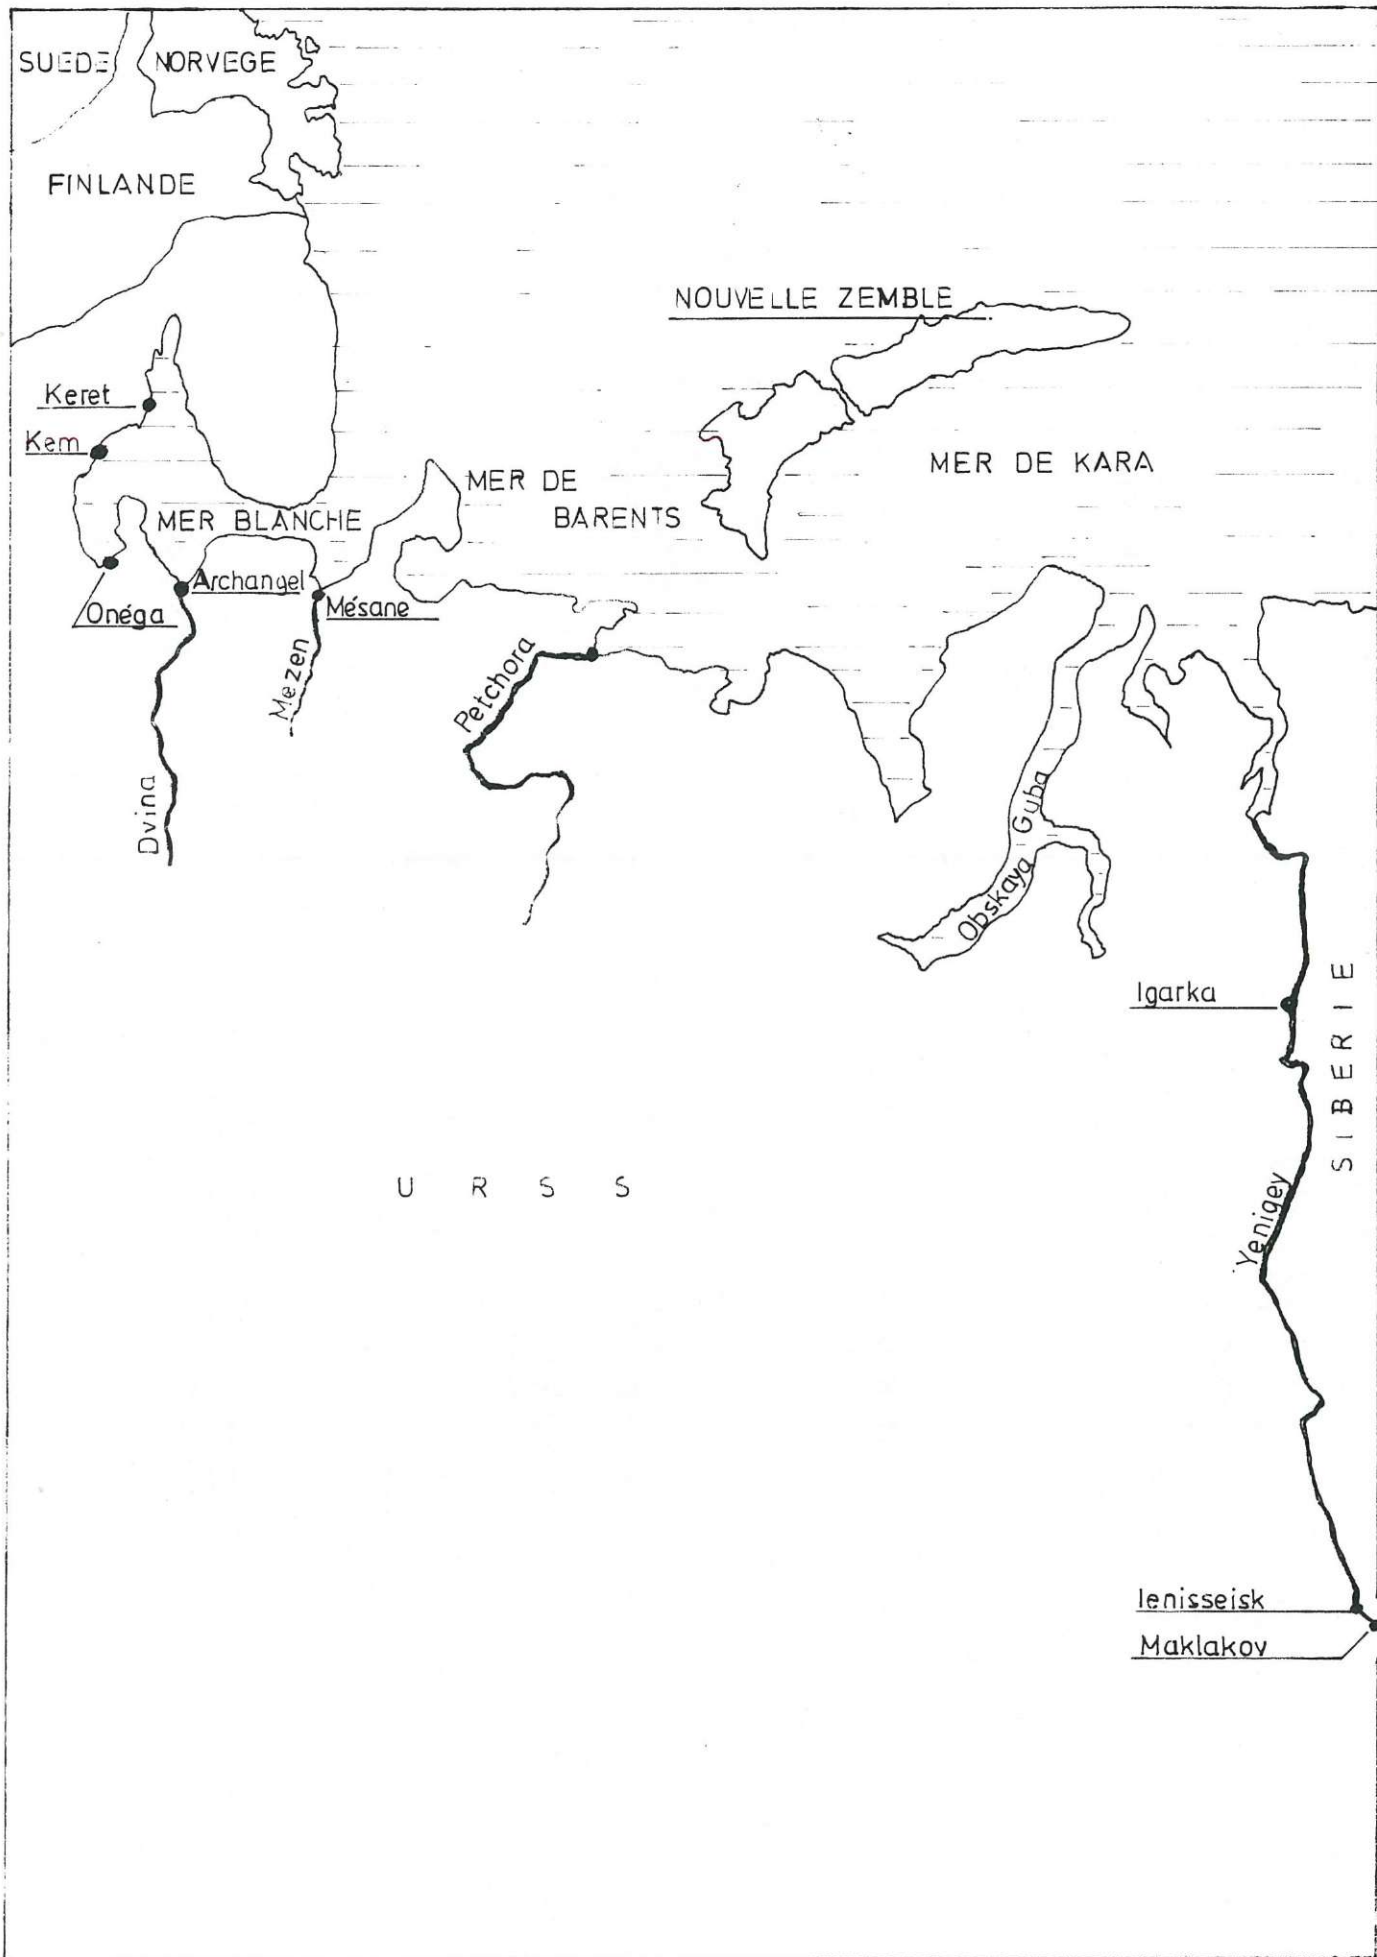 SUEDE
NORVEGE
FINLANDE
NOUVELLE ZEMBLE
Keret
Kem
MER DE
BARENTS
MER DE KARA
MER BLANCHE
Archangel
Mésane
Onéga
Mezen
Petchora
Dvina
Obskaya Guba
Igarka
SIBERIE
U R S S
Yenigey
Ienisseisk
Maklakov